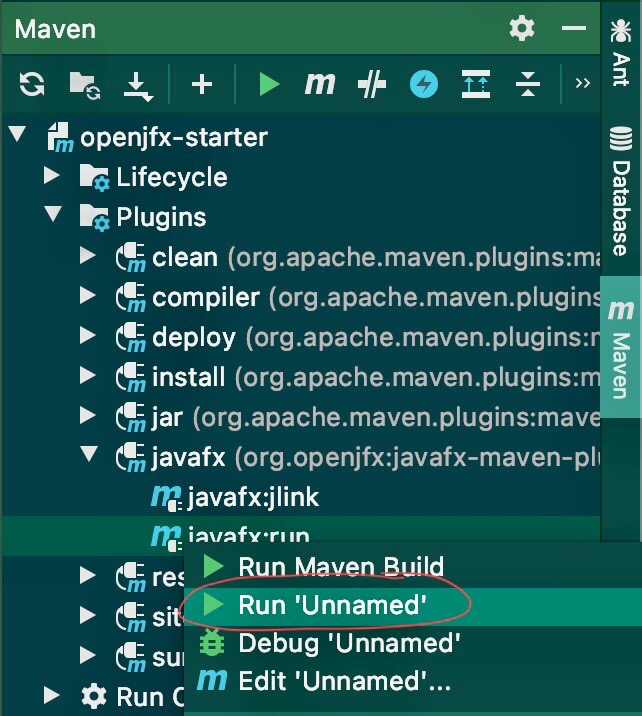 Maven
m
»
openjfx-starter
Lifecycle
Plugins
clean (org.apache.maven.plugins:ma
compiler (org.apache.maven.plugins
deploy (org.apache.maven.plugins:n
install (org.apache.maven.plugins:m
jar (org.apache.maven.plugins:mave
javafx (org.openjfx:javafx-maven-plu
javafx:jlink
javafx:run
res
sit
sur
Run C
Run Maven Build
Run 'Unnamed'
Debug 'Unnamed'
Edit 'Unnamed'...
Ant
Database
m Maven